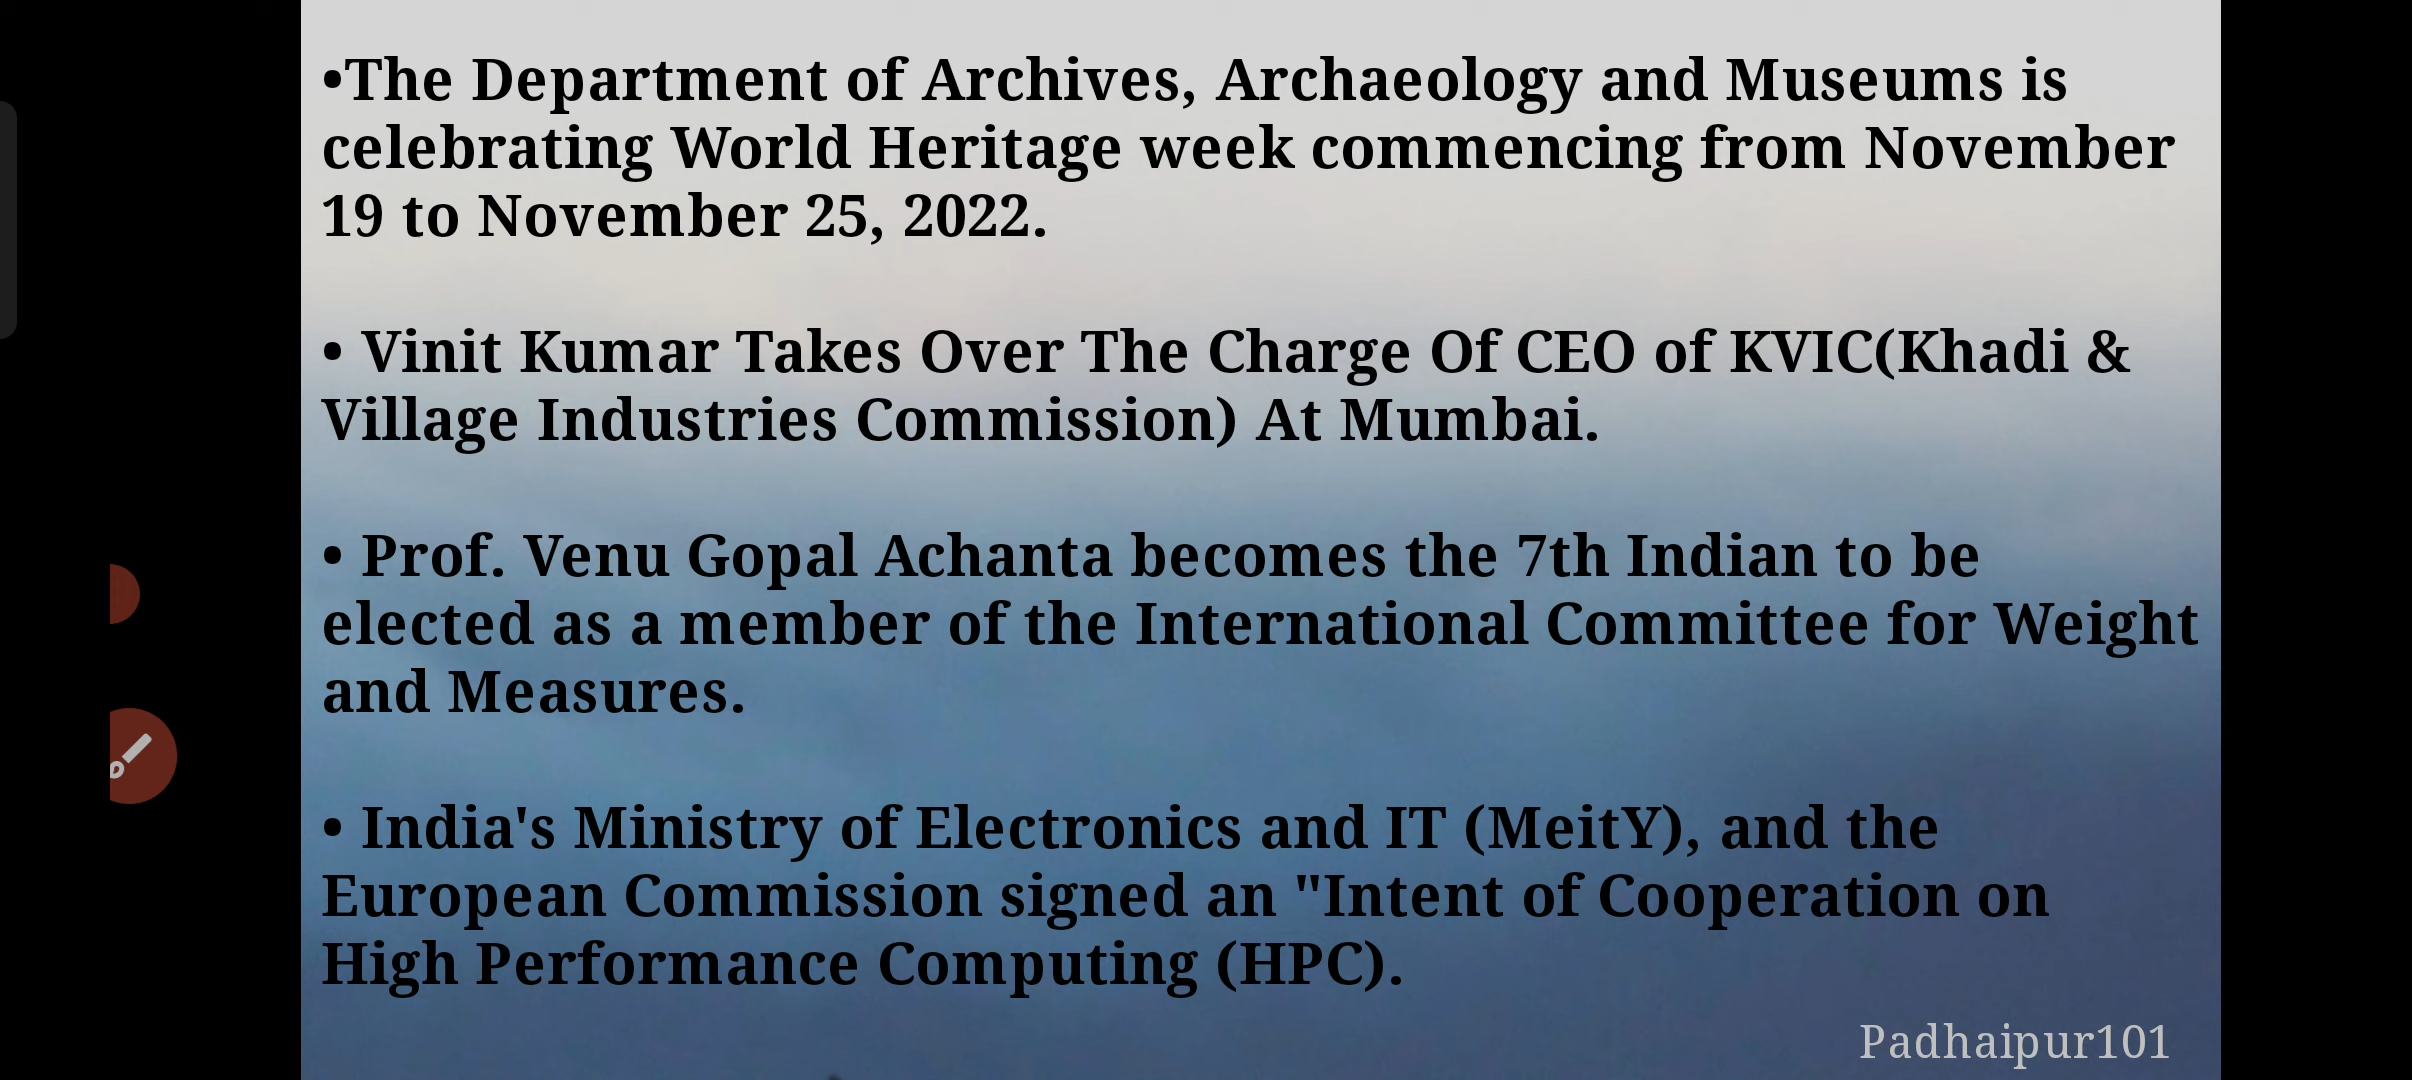 •The Department of Archives, Archaeology and Museums is
celebrating World Heritage week commencing from November
19 to November 25, 2022.
• Vinit Kumar Takes Over The Charge Of CEO of KVIC(Khadi &
Village Industries Commission) At Mumbai.
• Prof. Venu Gopal Achanta becomes the 7th Indian to be
elected as a member of the International Committee for Weight
and Measures.
• India's Ministry of Electronics and IT (MeitY), and the
European Commission signed an "Intent of Cooperation on
High Performance Computing (HPC).
Padhaipur101